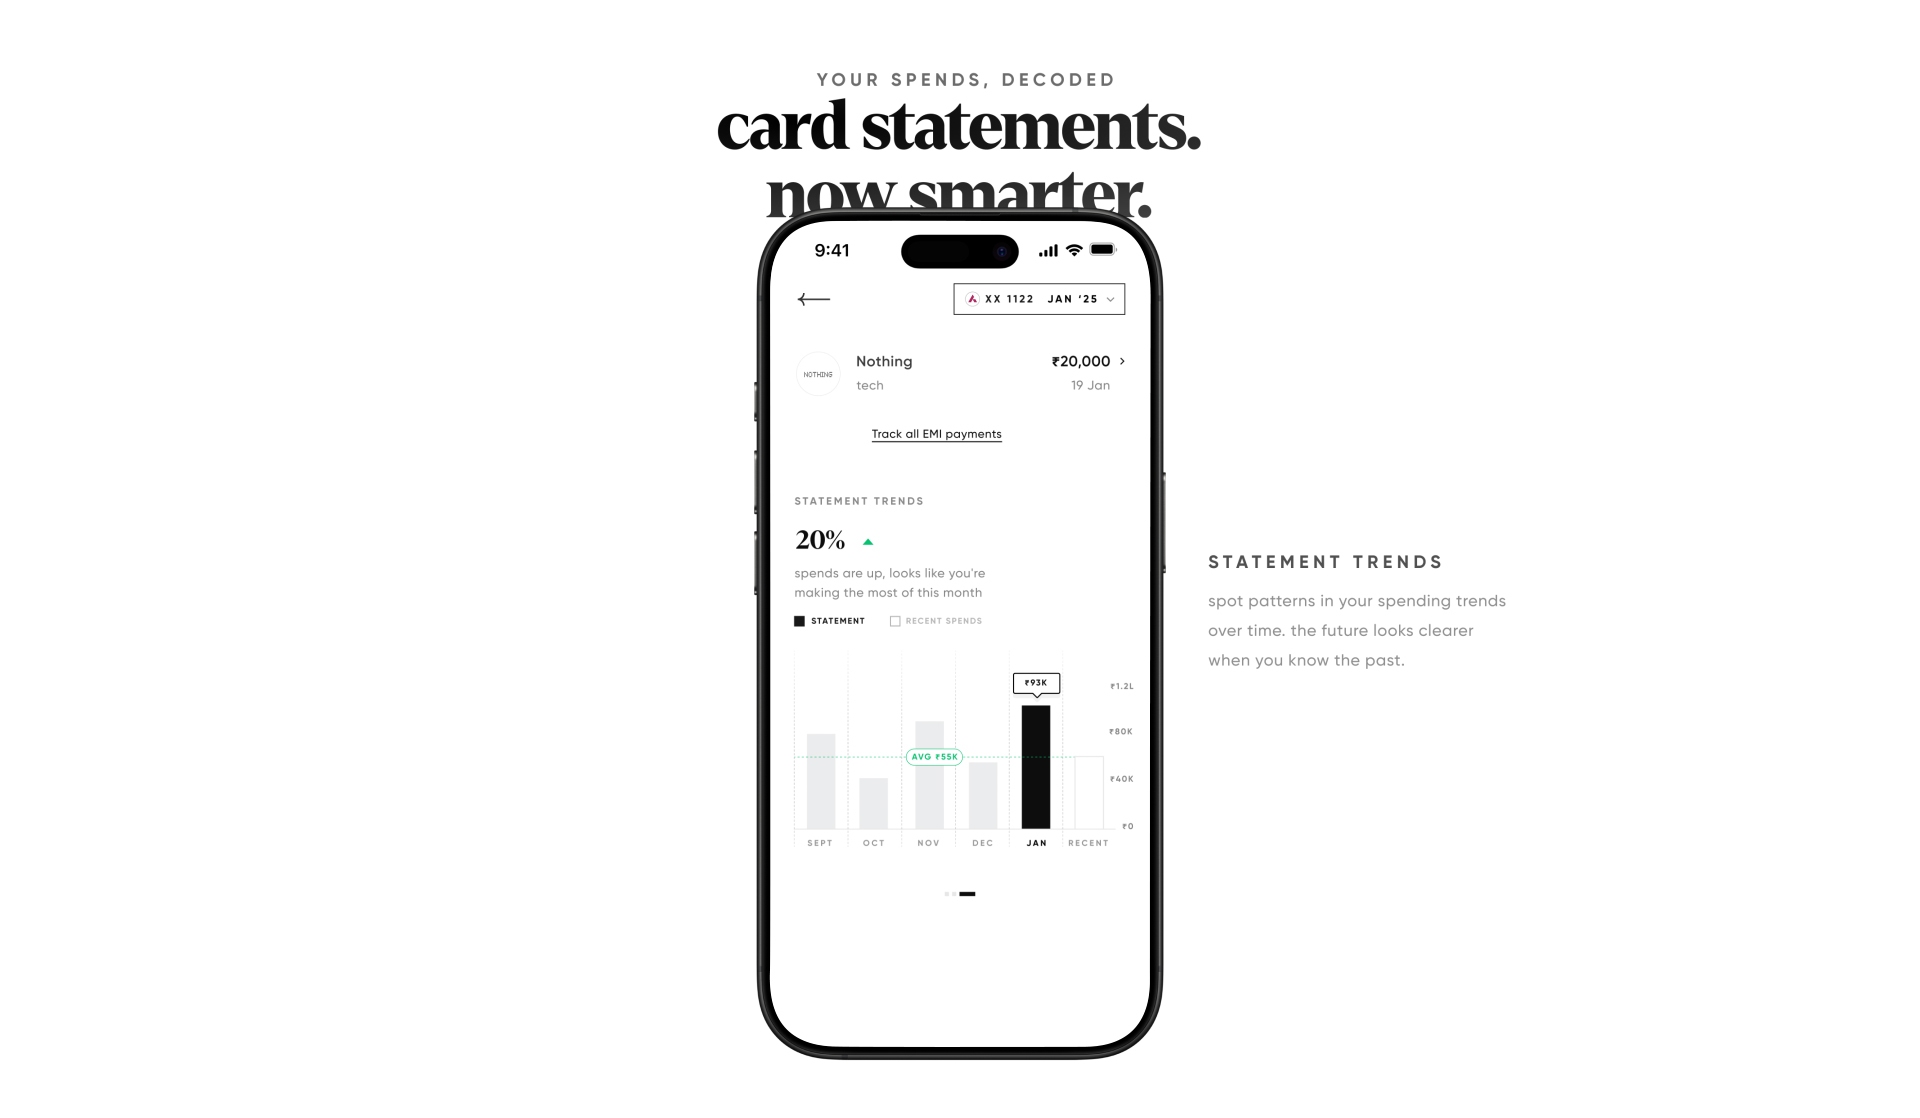 YOUR SPENDS, DECODED
card statements.
now smarter.
9:41
XX 1122 JAN '25
NOTHING
Nothing ₹20,000
tech 19 Jan
Track all EMI payments
STATEMENT TRENDS
20%
spends are up, looks like you're
making the most of this month
STATEMENT RECENT SPENDS
₹93K
₹1.2L
₹80K
AVG ₹55K
₹40K
₹0
SEPT OCT NOV DEC JAN RECENT
STATEMENT TRENDS
spot patterns in your spending trends
over time. the future looks clearer
when you know the past.